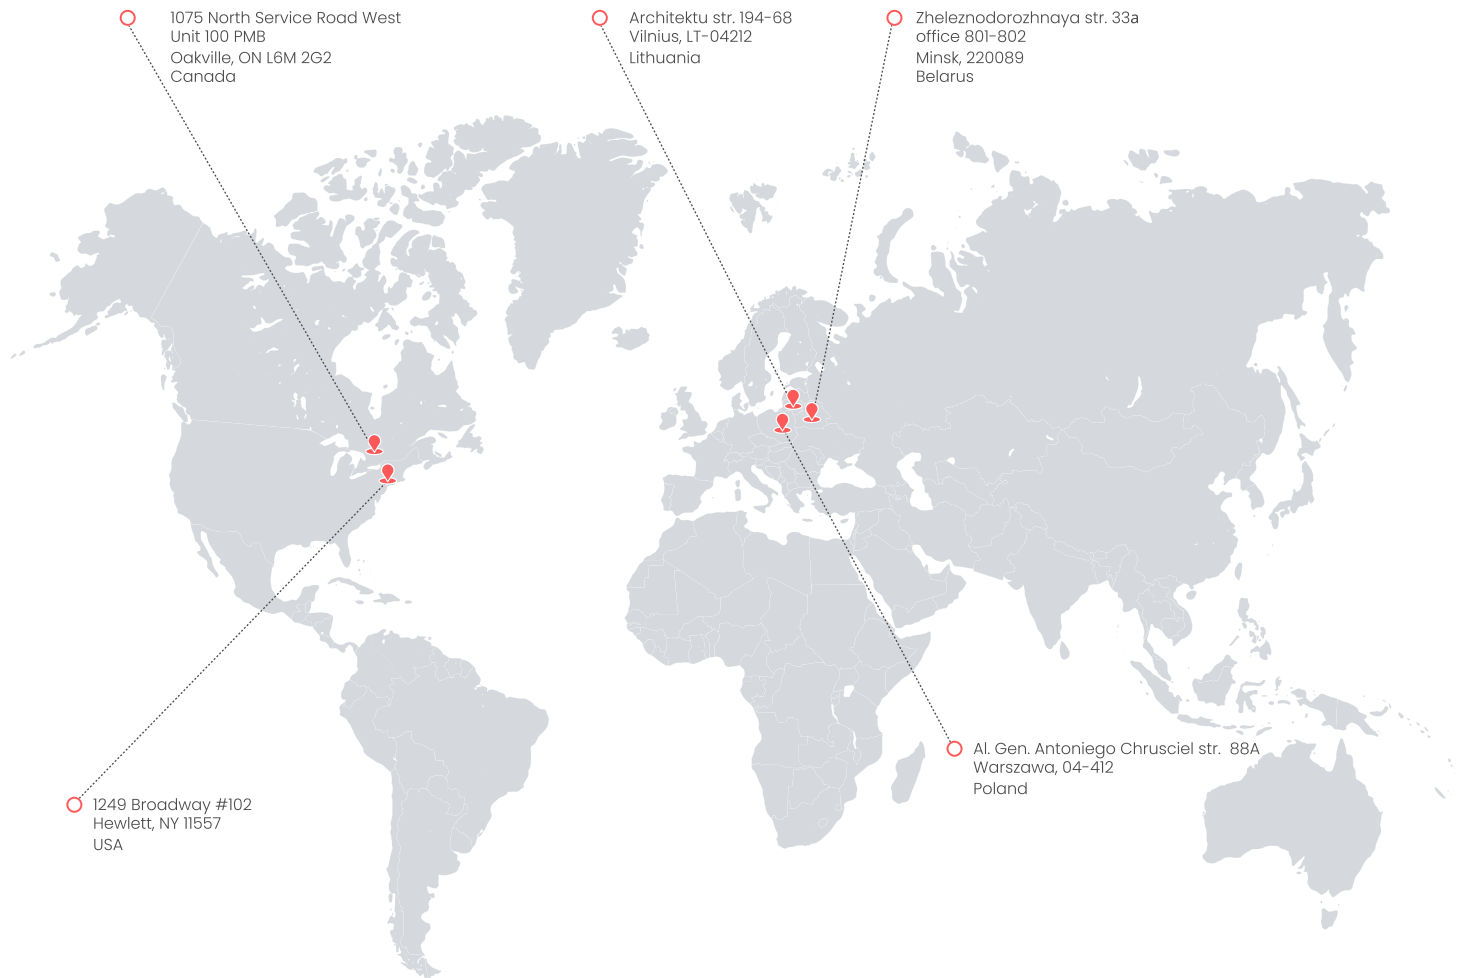 1075 North Service Road West
Unit 100 PMB
Oakville, ON L6M 2G2
Canada
Architektu str. 194-68
Vilnius, LT-04212
Lithuania
Zheleznodorozhnaya str. 33a
office 801-802
Minsk, 220089
Belarus
Al. Gen. Antoniego Chrusciel str. 88A
Warszawa, 04-412
Poland
1249 Broadway #102
Hewlett, NY 11557
USA